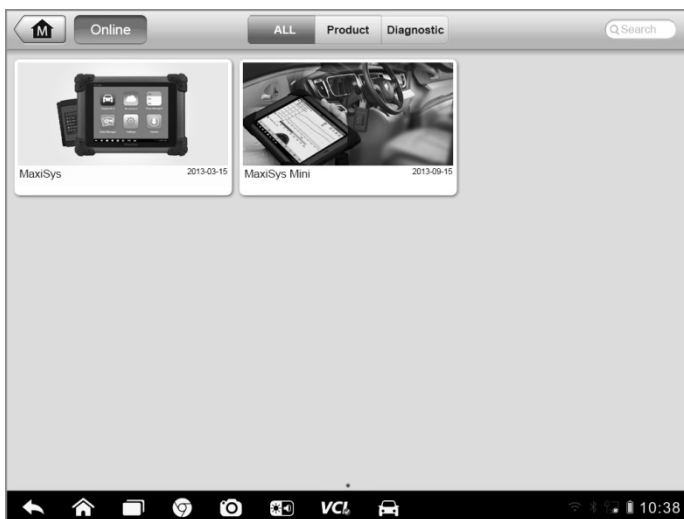 M
Online
ALL
Product
Diagnostic
Search
MaxiSys
2013-03-15
MaxiSys Mini
2013-09-15
VCI
10:38